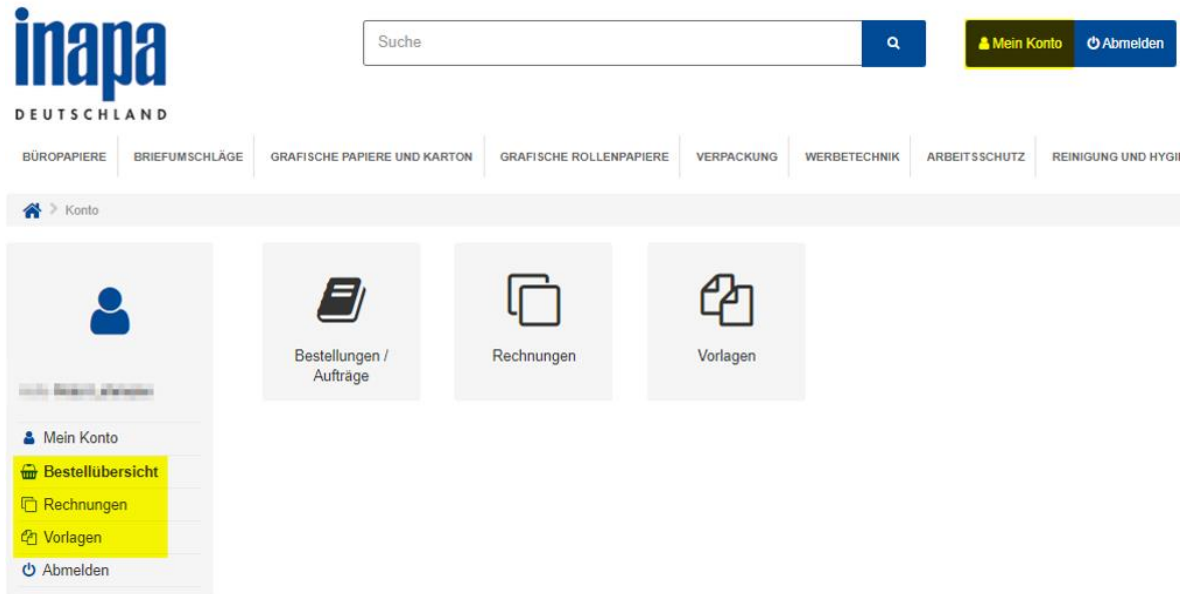 inapa
DEUTSCHLAND
Suche
Mein Konto
Abmelden
BÜROPAPIERE
BRIEFUMSCHLÄGE
GRAFISCHE PAPIERE UND KARTON
GRAFISCHE ROLLENPAPIERE
VERPACKUNG
WERBETECHNIK
ARBEITSSCHUTZ
REINIGUNG UND
> Konto
Bestellungen /
Aufträge
Rechnungen
Vorlagen
Mein Konto
Bestellübersicht
Rechnungen
Vorlagen
Abmelden